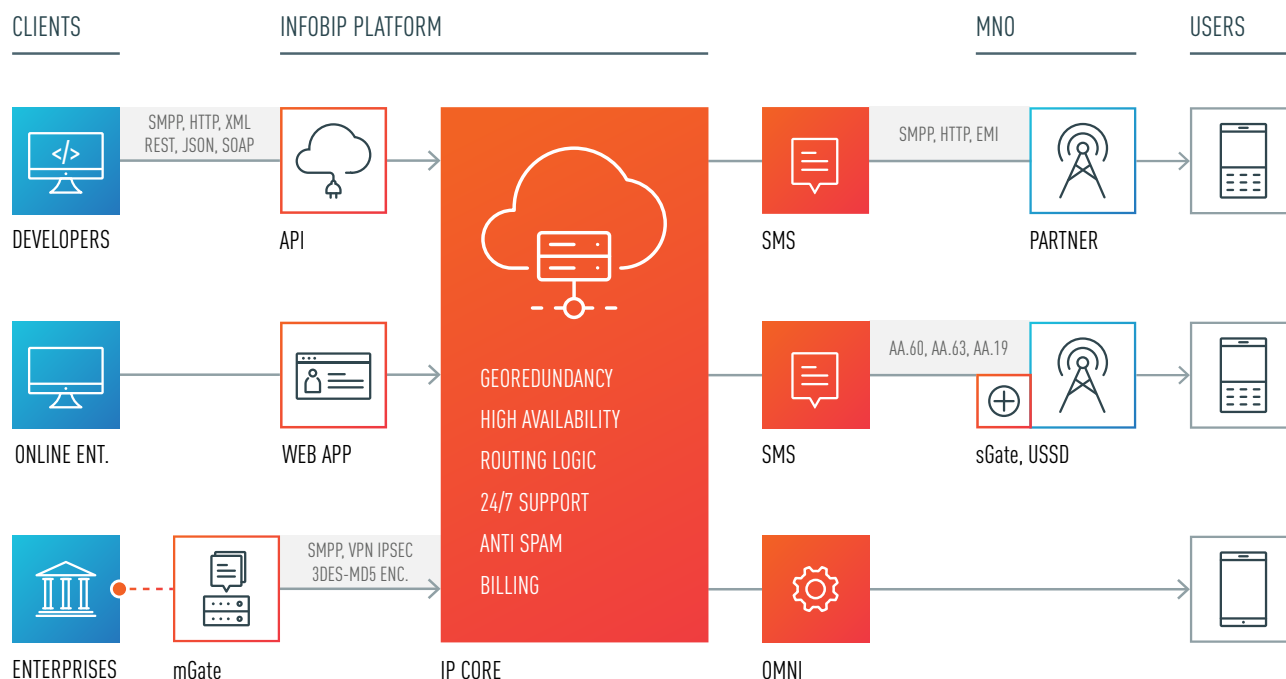 CLIENTS
INFOBIP PLATFORM
MNO
USERS
SMPP, HTTP, XML
REST, JSON, SOAP
SMPP, HTTP, EMI
</>
DEVELOPERS
API
SMS
PARTNER
AA.60, AA.63, AA.19
GEOREDUNDANCY
HIGH AVAILABILITY
ROUTING LOGIC
24/7 SUPPORT
ANTI SPAM
BILLING
ONLINE ENT.
WEB APP
SMS
sGate, USSD
SMPP, VPN IPSEC
3DES-MD5 ENC.
ENTERPRISES
mGate
IP CORE
OMNI